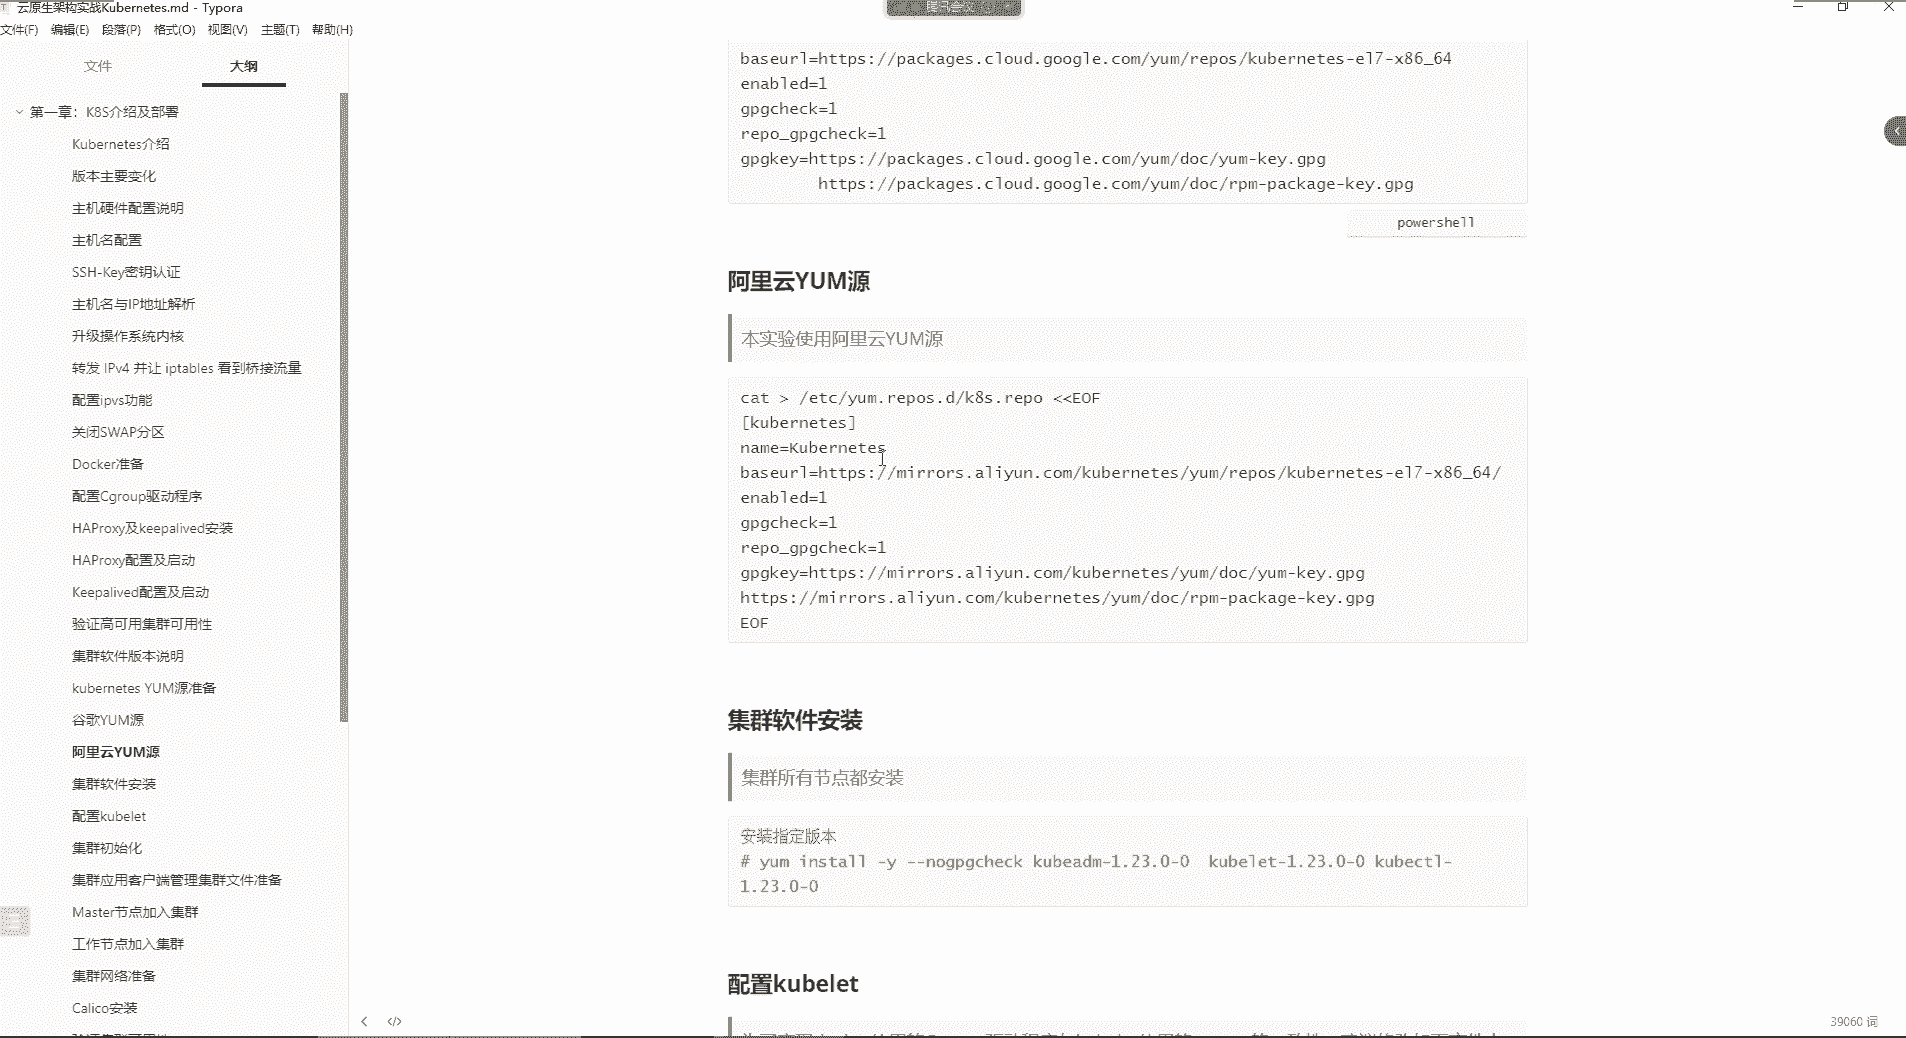 云原生架构实战Kubernetes.md - Typora
文件(F) 编辑(E) 段落(P) 格式(O) 视图(V) 主题(T) 帮助(H)
腾讯会议
文件 大纲
第一章：K8S介绍及部署
Kubernetes介绍
版本主要变化
主机硬件配置说明
主机名配置
SSH-Key密钥认证
主机名与IP地址解析
升级操作系统内核
转发 IPv4 并让 iptables 看到桥接流量
配置ipvs功能
关闭SWAP分区
Docker准备
配置Cgroup驱动程序
HAProxy及keepalived安装
HAProxy配置及启动
Keepalived配置及启动
验证高可用集群可用性
集群软件版本说明
kubernetes YUM源准备
谷歌YUM源
阿里云YUM源
集群软件安装
配置kubelet
集群初始化
集群应用客户端管理集群文件准备
Master节点加入集群
工作节点加入集群
集群网络准备
Calico安装
baseurl=https://packages.cloud.google.com/yum/repos/kubernetes-el7-x86_64
enabled=1
gpgcheck=1
repo_gpgcheck=1
gpgkey=https://packages.cloud.google.com/yum/doc/yum-key.gpg
https://packages.cloud.google.com/yum/doc/rpm-package-key.gpg
powershell
阿里云YUM源
本实验使用阿里云YUM源
cat > /etc/yum.repos.d/k8s.repo <<EOF
[kubernetes]
name=Kubernetes
baseurl=https://mirrors.aliyun.com/kubernetes/yum/repos/kubernetes-el7-x86_64/
enabled=1
gpgcheck=1
repo_gpgcheck=1
gpgkey=https://mirrors.aliyun.com/kubernetes/yum/doc/yum-key.gpg
https://mirrors.aliyun.com/kubernetes/yum/doc/rpm-package-key.gpg
EOF
集群软件安装
集群所有节点都安装
安装指定版本
# yum install -y --nogpgcheck kubeadm-1.23.0-0 kubelet-1.23.0-0 kubectl-
1.23.0-0
配置kubelet
39060 词